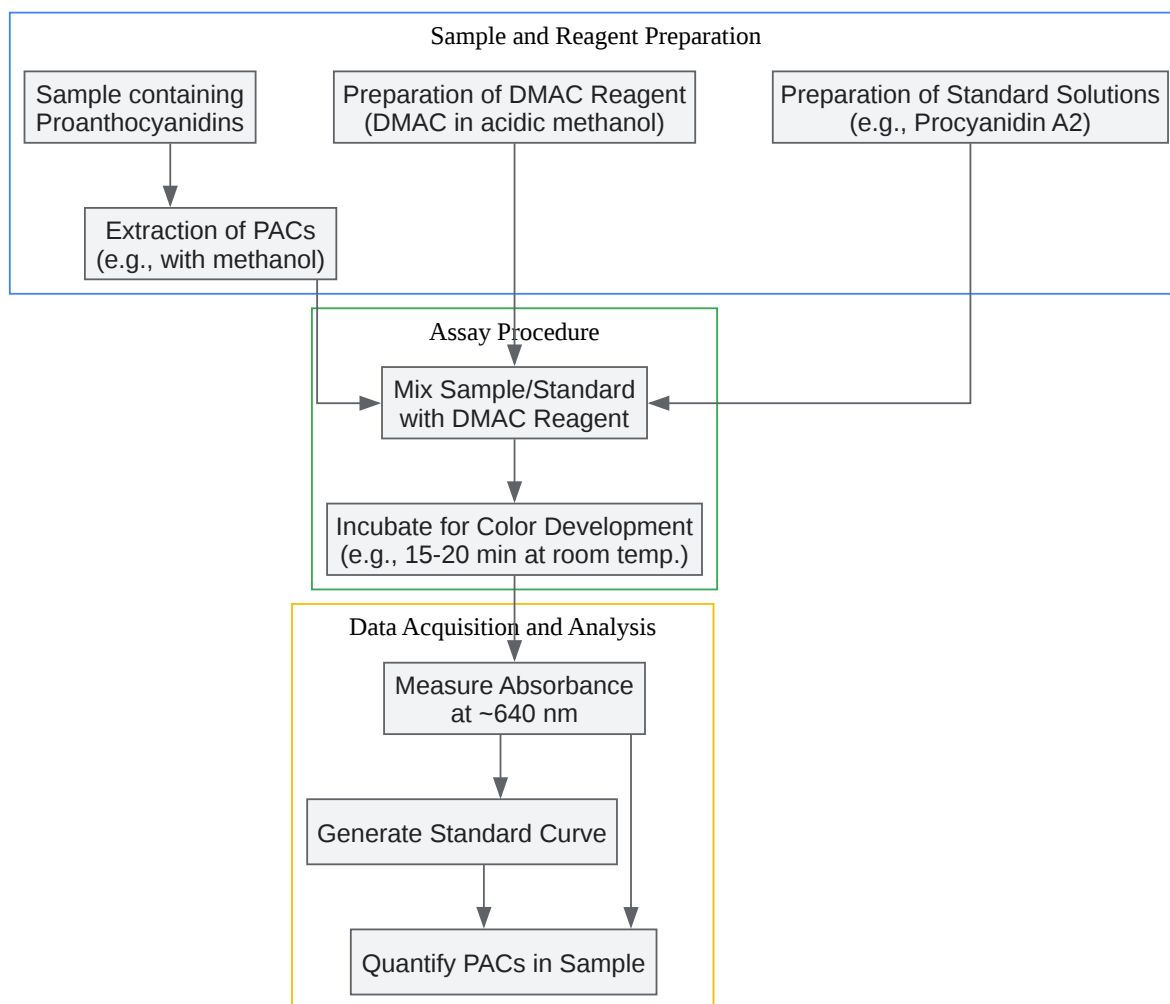 Sample and Reagent Preparation
Sample containing
Proanthocyanidins
Preparation of DMAC Reagent
(DMAC in acidic methanol)
Preparation of Standard Solutions
(e.g., Procyanidin A2)
Extraction of PACs
(e.g., with methanol)
Assay Procedure
Mix Sample/Standard
with DMAC Reagent
Incubate for Color Development
(e.g., 15-20 min at room temp.)
Data Acquisition and Analysis
Measure Absorbance
at ~640 nm
Generate Standard Curve
Quantify PACs in Sample